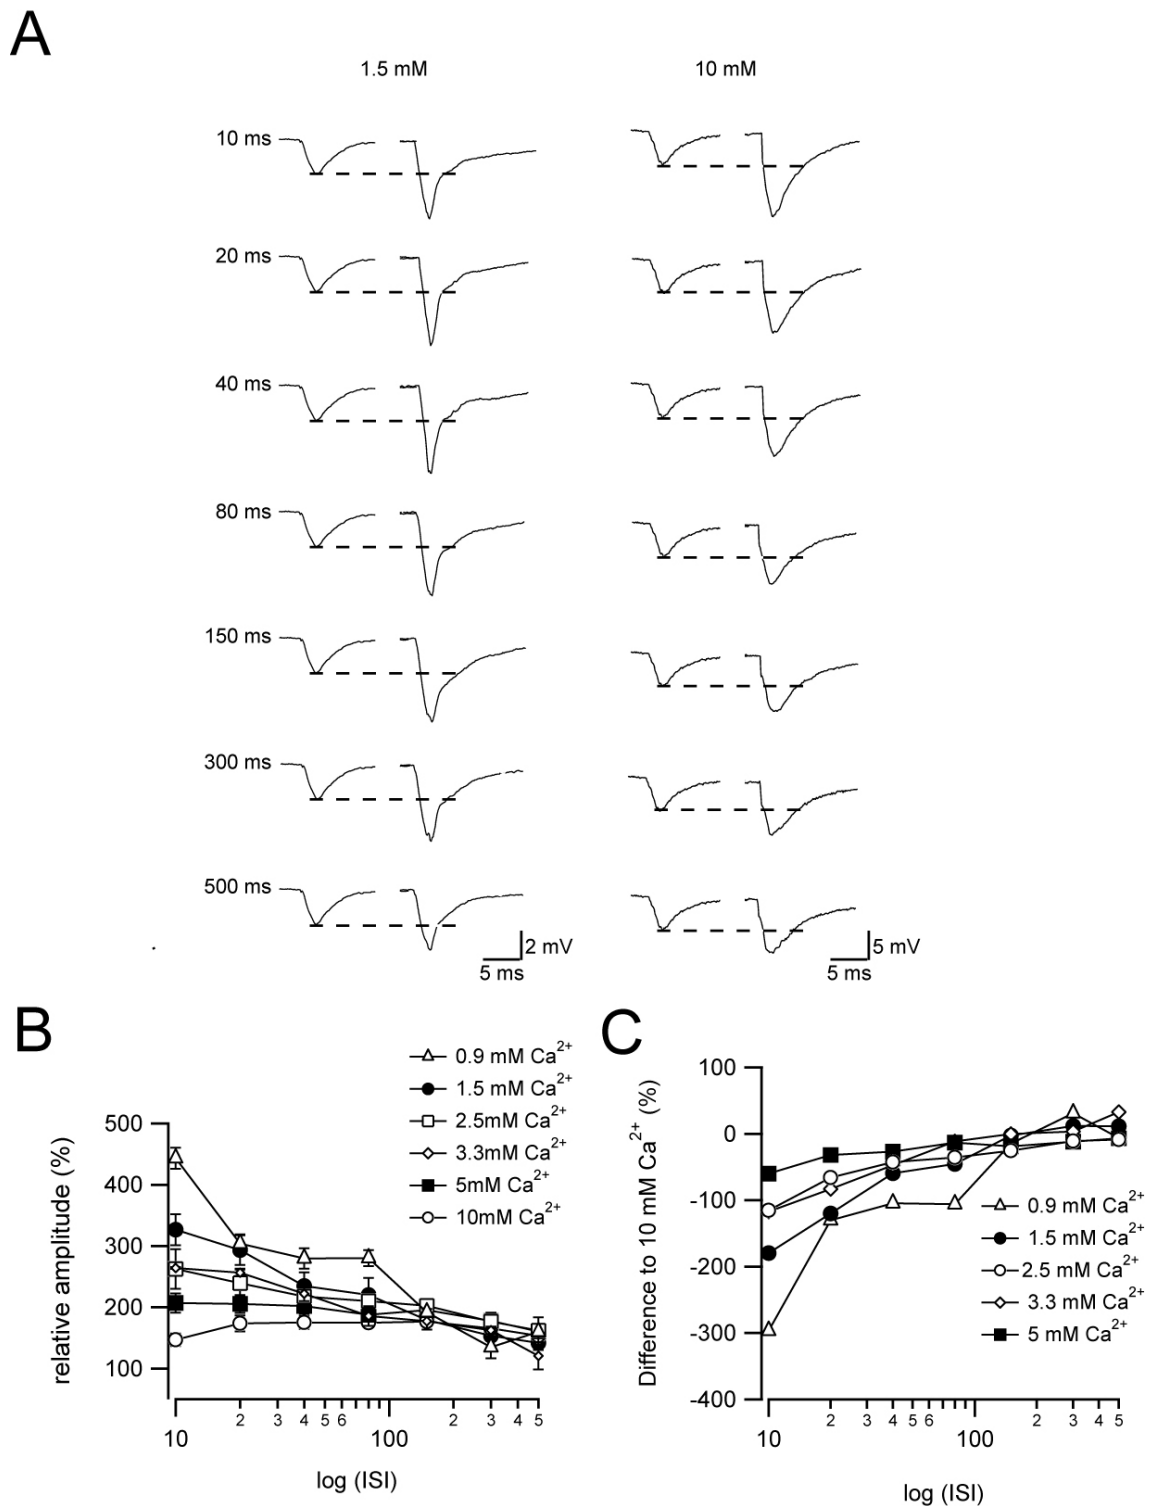 A
1.5 mM
10 mM
10 ms
20 ms
40 ms
80 ms
150 ms
300 ms
500 ms
2 mV
5 ms
5 mV
5 ms
B
0.9 mM Ca2+
1.5 mM Ca2+
2.5mM Ca2+
3.3mM Ca2+
5mM Ca2+
10mM Ca2+
relative amplitude (%)
500
400
300
200
100
10
2
3
4
5
6
100
2
3
4
5
log (ISI)
C
Difference to 10 mM Ca2+ (%)
100
0
-100
-200
-300
-400
0.9 mM Ca2+
1.5 mM Ca2+
2.5 mM Ca2+
3.3 mM Ca2+
5 mM Ca2+
10
2
3
4
5
6
100
2
3
4
5
log (ISI)